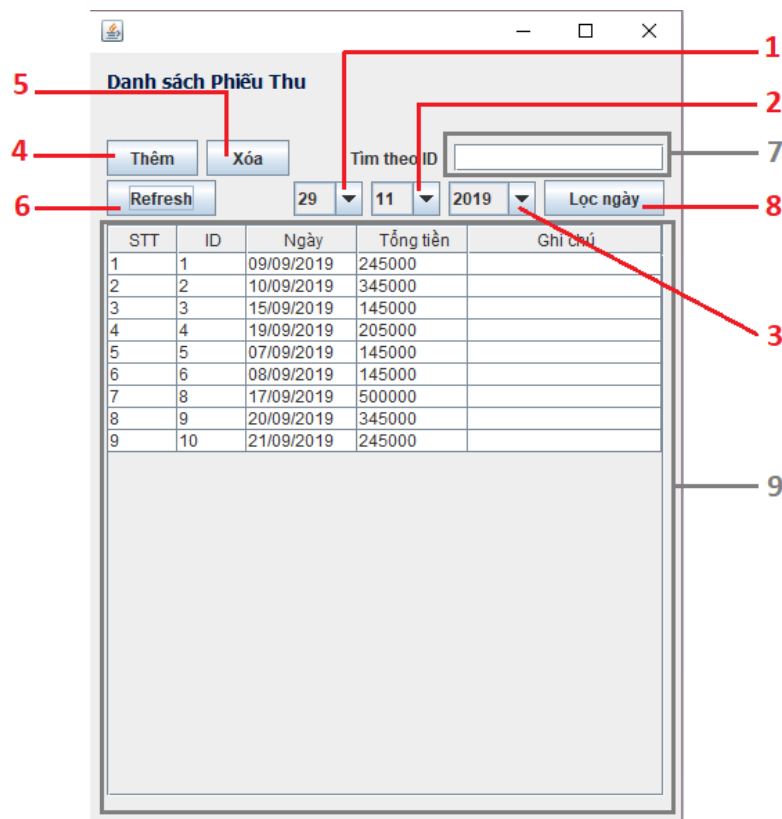 1
Danh sách Phiếu Thu
5
2
4
Thêm
Xóa
Tìm theo ID
7
6
Refresh
29
11
2019
Lọc ngày
8
STT ID Ngày Tổng tiền Ghi chú
1 1 09/09/2019 245000
2 2 10/09/2019 345000
3 3 15/09/2019 145000
3
4 4 19/09/2019 205000
5 5 07/09/2019 145000
6 6 08/09/2019 145000
7 8 17/09/2019 500000
8 9 20/09/2019 345000
9 10 21/09/2019 245000
9